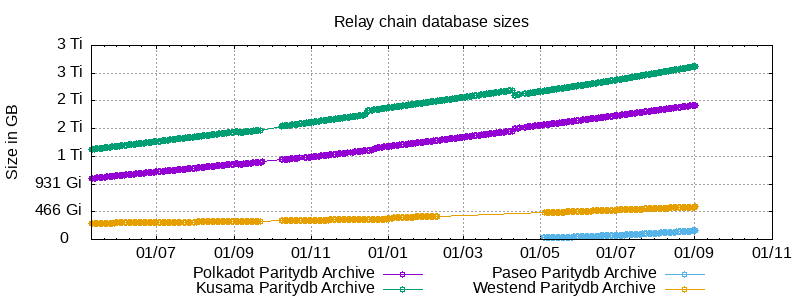 Relay chain database sizes
Size in GB
3 Ti
3 Ti
2 Ti
2 Ti
1 Ti
931 Gi
466 Gi
0
01/07 01/09 01/11 01/01 01/03 01/05 01/07 01/09 01/11
Polkadot Paritydb Archive Paseo Paritydb Archive
Kusama Paritydb Archive Westend Paritydb Archive